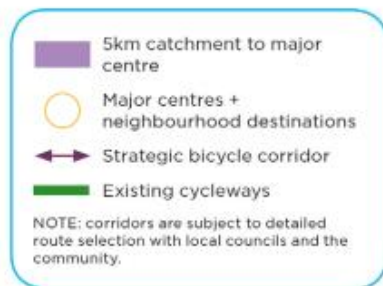 5km catchment to major
centre
Major centres +
neighbourhood destinations
Strategic bicycle corridor
Existing cycleways
NOTE: corridors are subject to detailed
route selection with local councils and the
community.